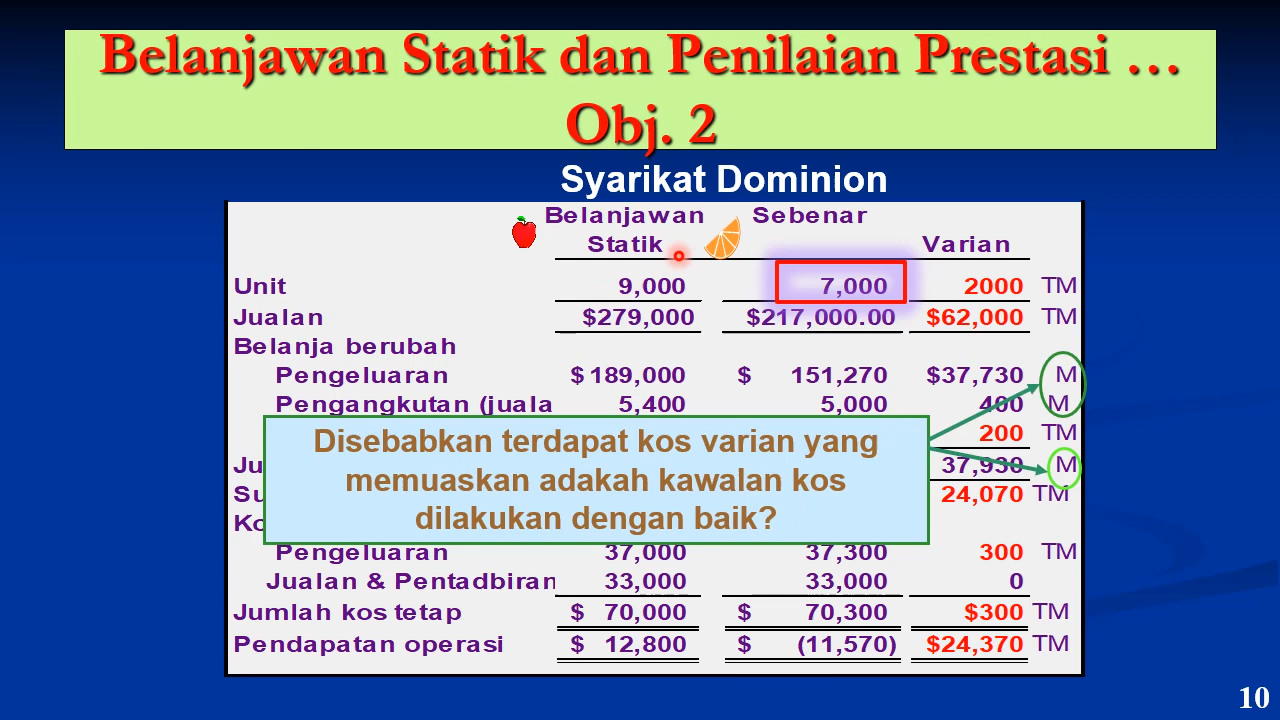 Belanjawan Statik dan Penilaian Prestasi …
Obj. 2
Syarikat Dominion
Belanjawan Sebenar
Statik Varian
Unit 9,000 7,000 2000 TM
Jualan $279,000 $217,000.00 $62,000 TM
Belanja berubah
Pengeluaran $ 189,000 $ 151,270 $37,730 M
Pengangkutan (juala 5,400 5,000 400 M
200 TM
Ju 37,930 M
Su 24,070 TM
Ko
Disebabkan terdapat kos varian yang
memuaskan adakah kawalan kos
dilakukan dengan baik?
Pengeluaran 37,000 37,300 300 TM
Jualan & Pentadbiran 33,000 33,000 0
Jumlah kos tetap $ 70,000 $ 70,300 $300 TM
Pendapatan operasi $ 12,800 $ (11,570) $24,370 TM
10